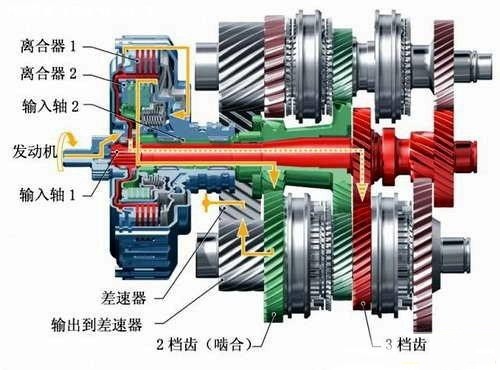 离合器 1
离合器 2
输入轴 2
发动机
输入轴 1
差速器
输出到差速器
2 档齿（啮合）
3 档齿